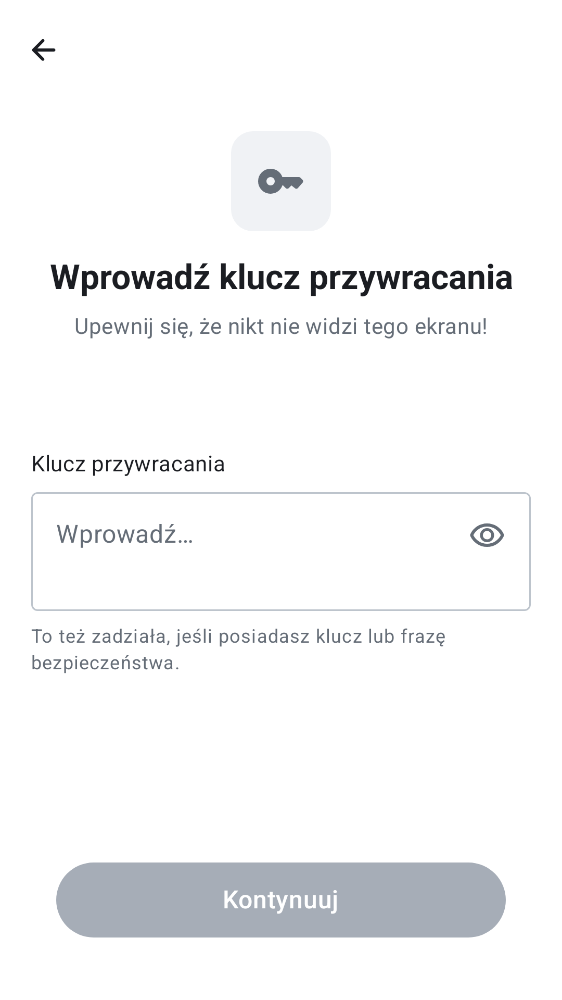 Wprowadź klucz przywracania
Upewnij się, że nikt nie widzi tego ekranu!
Klucz przywracania
Wprowadź…
To też zadziała, jeśli posiadasz klucz lub frazę
bezpieczeństwa.
Kontynuuj